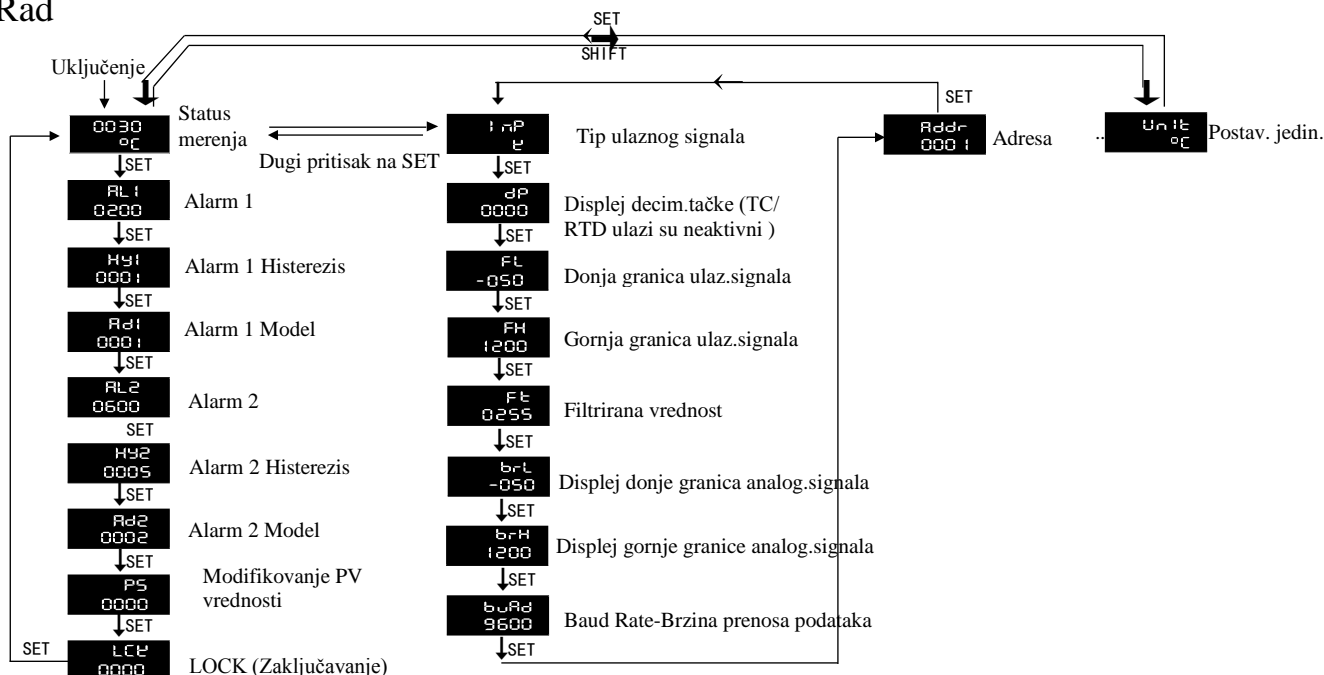 Rad
SET
SHIFT
Uključenje
0030
°C
Status
merenja
Dugi pritisak na SET
SET
AL1
0200
Alarm 1
SET
HY1
0001
Alarm 1 Histerezis
SET
Ad1
0001
Alarm 1 Model
SET
AL2
0600
Alarm 2
SET
HY2
0005
Alarm 2 Histerezis
SET
Ad2
0002
Alarm 2 Model
SET
PS
0000
Modifikovanje PV
vrednosti
SET
SET
LCK
0000
LOCK (Zaključavanje)
InP
K
Tip ulaznog signala
SET
dP
0000
Displej decim.tačke (TC/
RTD ulazi su neaktivni )
SET
FL
-050
Donja granica ulaz.signala
SET
FH
1200
Gornja granica ulaz.signala
SET
Ft
0255
Filtrirana vrednost
SET
brL
-050
Displej donje granica analog.signala
SET
brH
1200
Displej gornje granice analog.signala
SET
buAd
9600
Baud Rate-Brzina prenosa podataka
SET
SET
Addr
0001
Adresa
..
Unit
°C
Postav. jedin.